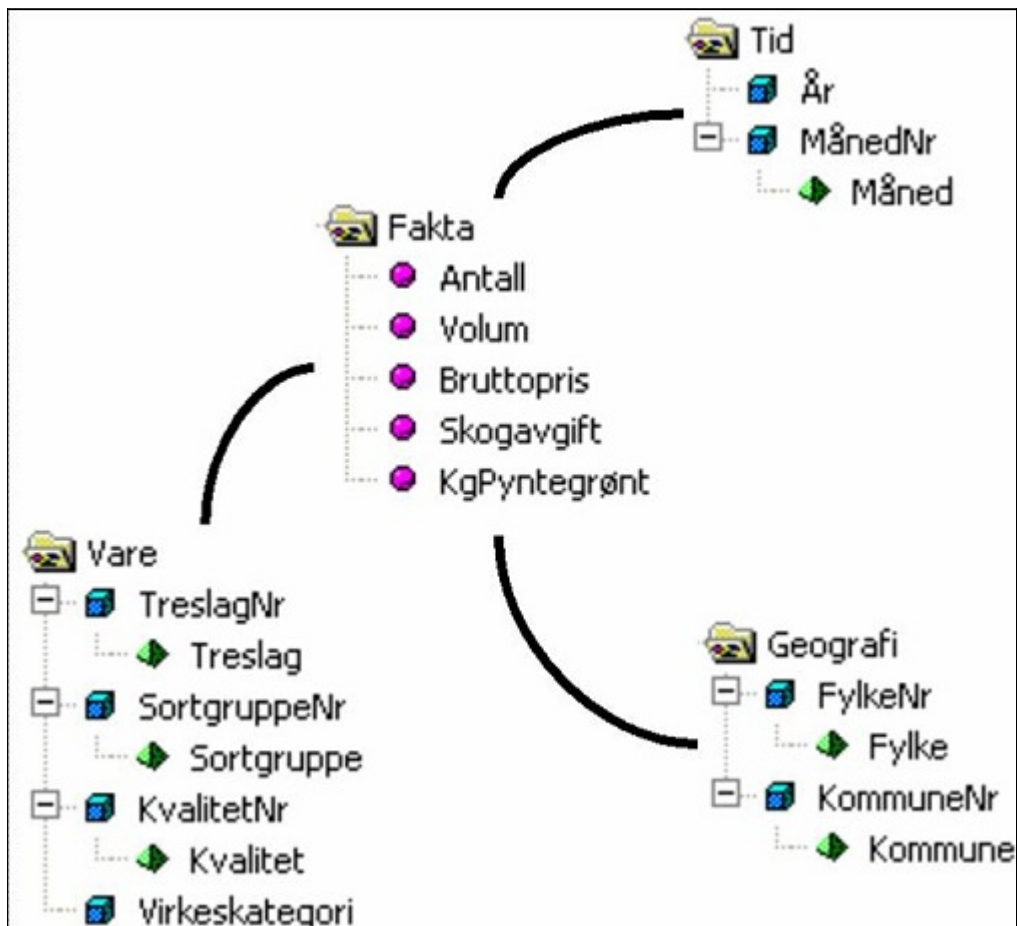 Tid
År
MånedNr
Måned
Fakta
Antall
Volum
Bruttopris
Skogavgift
KgPyntegrønt
Vare
TreslagNr
Treslag
SortgruppeNr
Sortgruppe
KvalitetNr
Kvalitet
Virkeskategori
Geografi
FylkeNr
Fylke
KommuneNr
Kommune